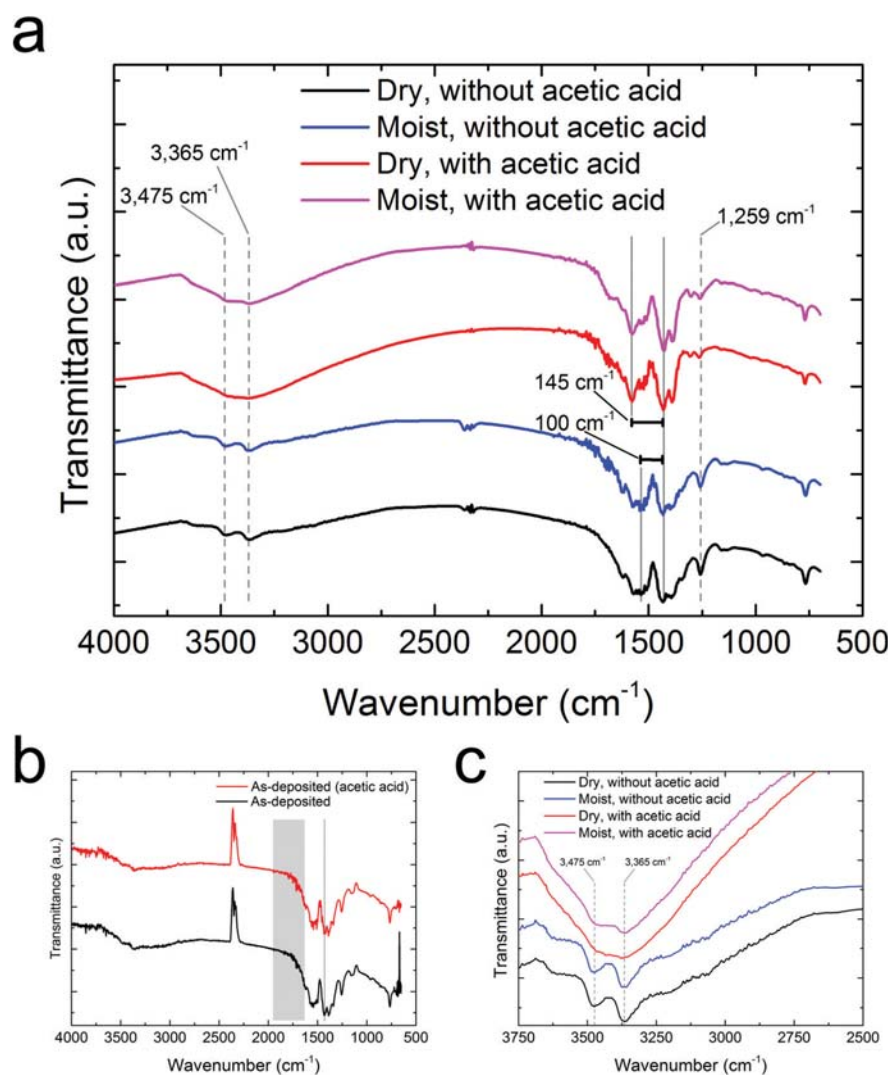 a
Dry, without acetic acid
Moist, without acetic acid
Dry, with acetic acid
Moist, with acetic acid
3,365 cm⁻¹
3,475 cm⁻¹
1,259 cm⁻¹
145 cm⁻¹
100 cm⁻¹
Transmittance (a.u.)
4000 3500 3000 2500 2000 1500 1000 500
Wavenumber (cm⁻¹)
b
As-deposited (acetic acid)
As-deposited
Transmittance (a.u.)
4000 3500 3000 2500 2000 1500 1000 500
Wavenumber (cm⁻¹)
c
Dry, without acetic acid
Moist, without acetic acid
Dry, with acetic acid
Moist, with acetic acid
3,475 cm⁻¹
3,365 cm⁻¹
Transmittance (a.u.)
3750 3500 3250 3000 2750 2500
Wavenumber (cm⁻¹)